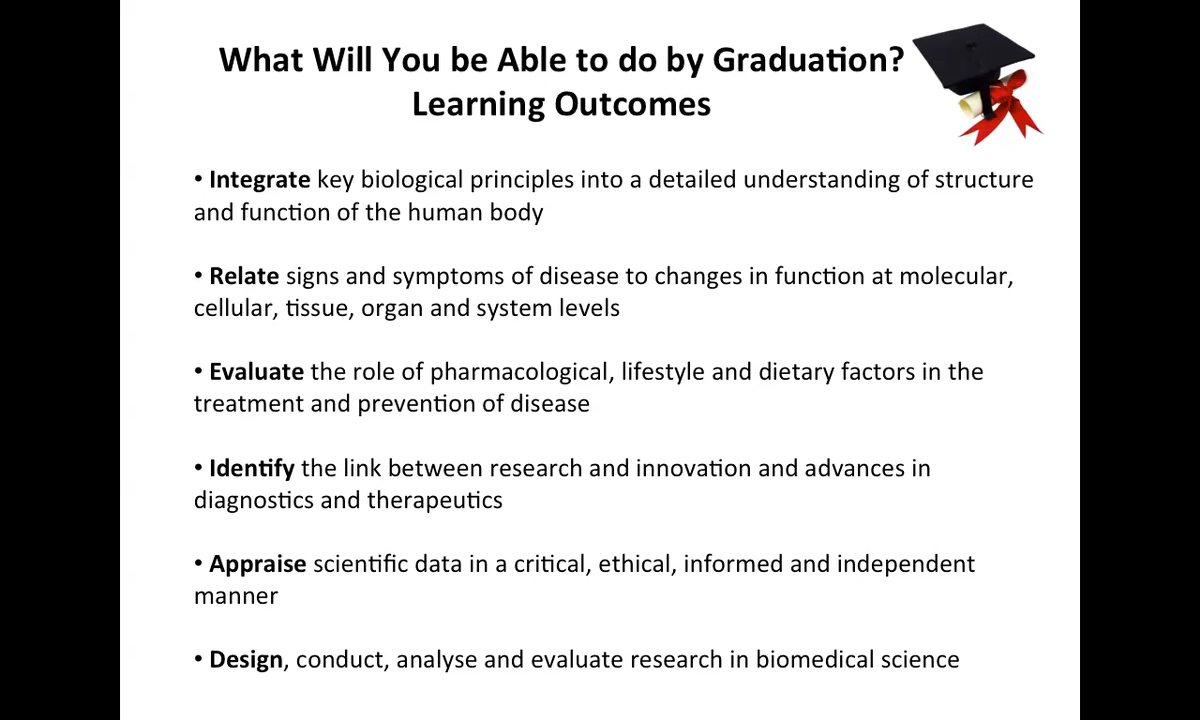 What Will You be Able to do by Graduation?
Learning Outcomes
• Integrate key biological principles into a detailed understanding of structure
and function of the human body
• Relate signs and symptoms of disease to changes in function at molecular,
cellular, tissue, organ and system levels
• Evaluate the role of pharmacological, lifestyle and dietary factors in the
treatment and prevention of disease
• Identify the link between research and innovation and advances in
diagnostics and therapeutics
• Appraise scientific data in a critical, ethical, informed and independent
manner
• Design, conduct, analyse and evaluate research in biomedical science